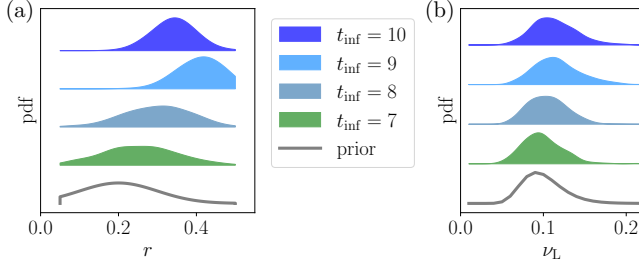 (a)
pdf
0.0 0.2 0.4
r
t_inf = 10
t_inf = 9
t_inf = 8
t_inf = 7
prior
(b)
pdf
0.0 0.1 0.2
ν_L